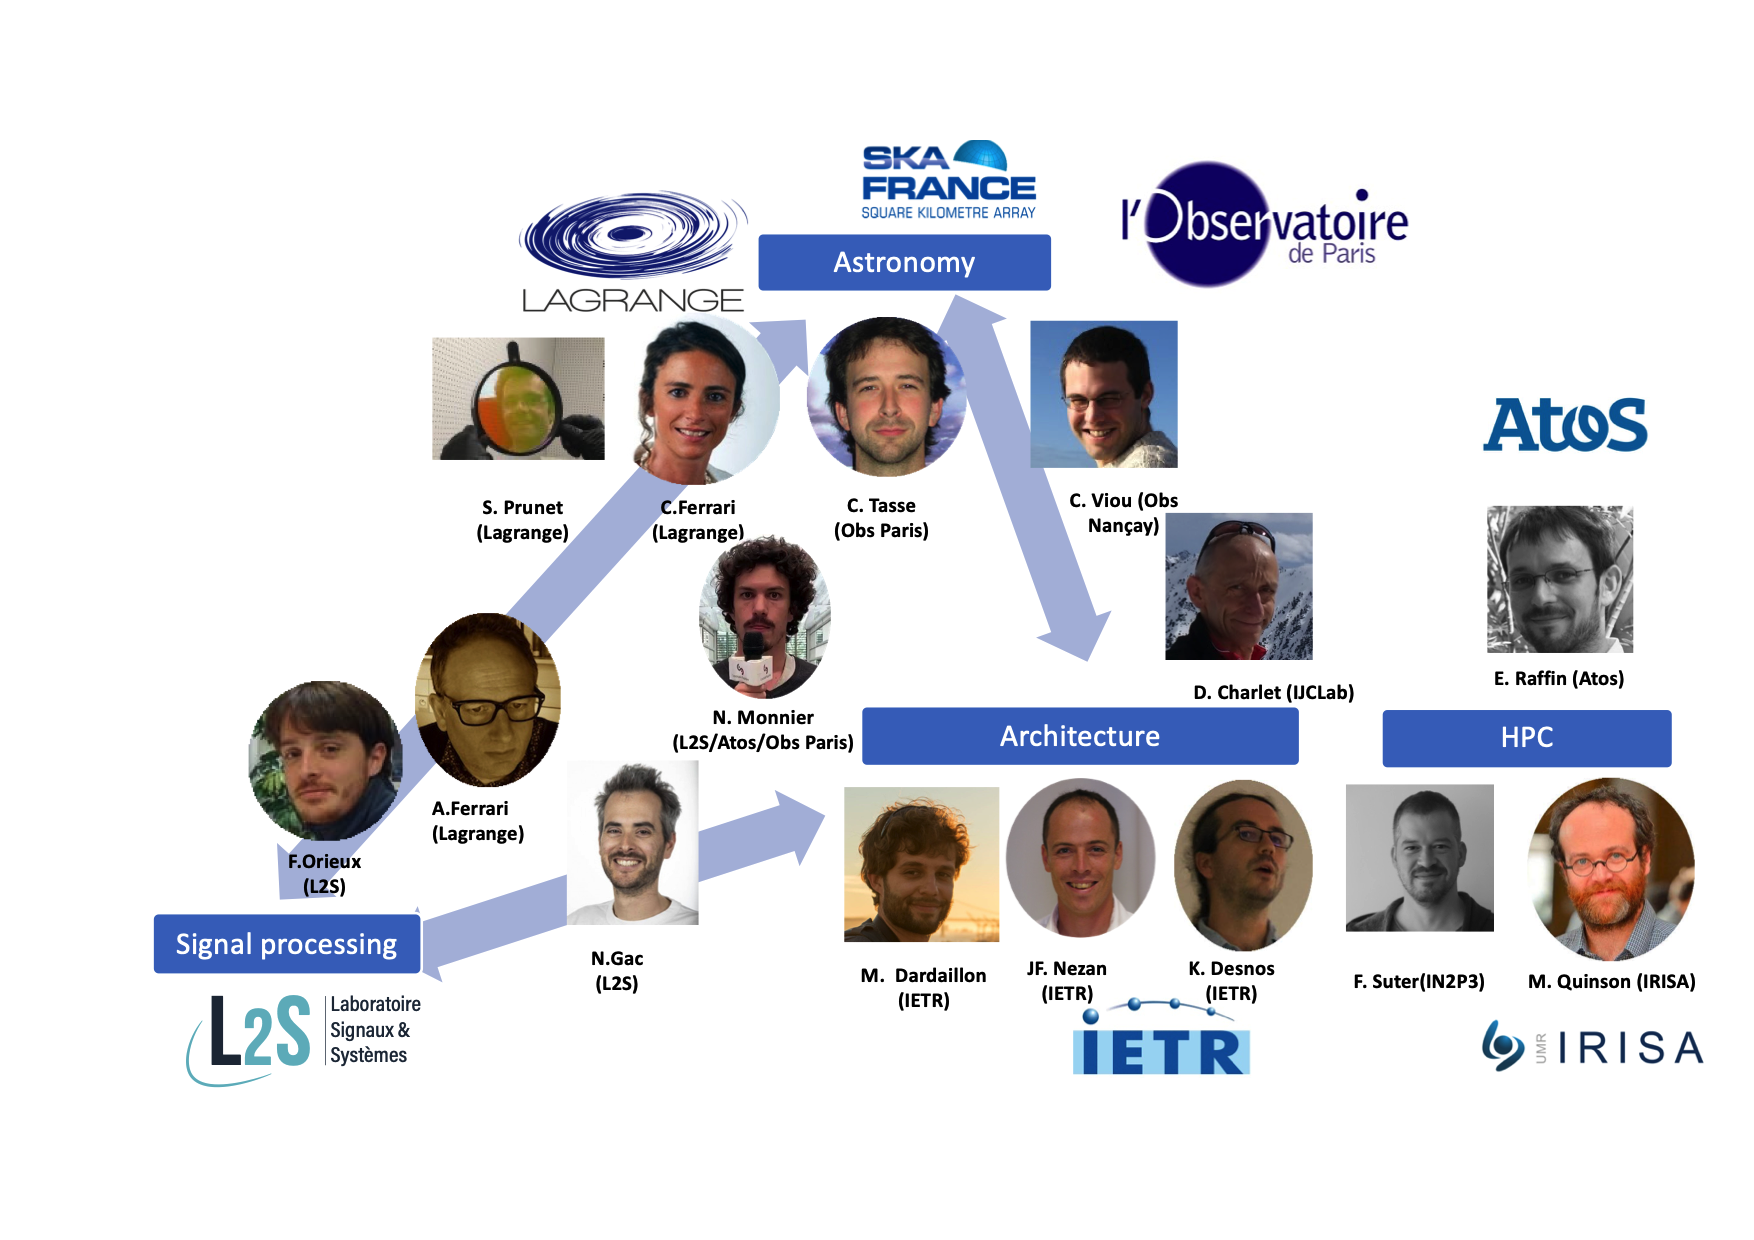 SKA
FRANCE
SQUARE KILOMETRE ARRAY
LAGRANGE
l'Observatoire
de Paris
Astronomy
Atos
S. Prunet
(Lagrange)
C.Ferrari
(Lagrange)
C. Tasse
(Obs Paris)
C. Viou (Obs
Nançay)
E. Raffin (Atos)
D. Charlet (IJCLab)
N. Monnier
(L2S/Atos/Obs Paris)
Architecture
HPC
A.Ferrari
(Lagrange)
F.Orieux
(L2S)
Signal processing
N.Gac
(L2S)
M.  Dardaillon
(IETR)
JF. Nezan
(IETR)
K. Desnos
(IETR)
F. Suter(IN2P3)
M. Quinson (IRISA)
L2S
Laboratoire
Signaux &
Systèmes
IETR
UMR
IRISA